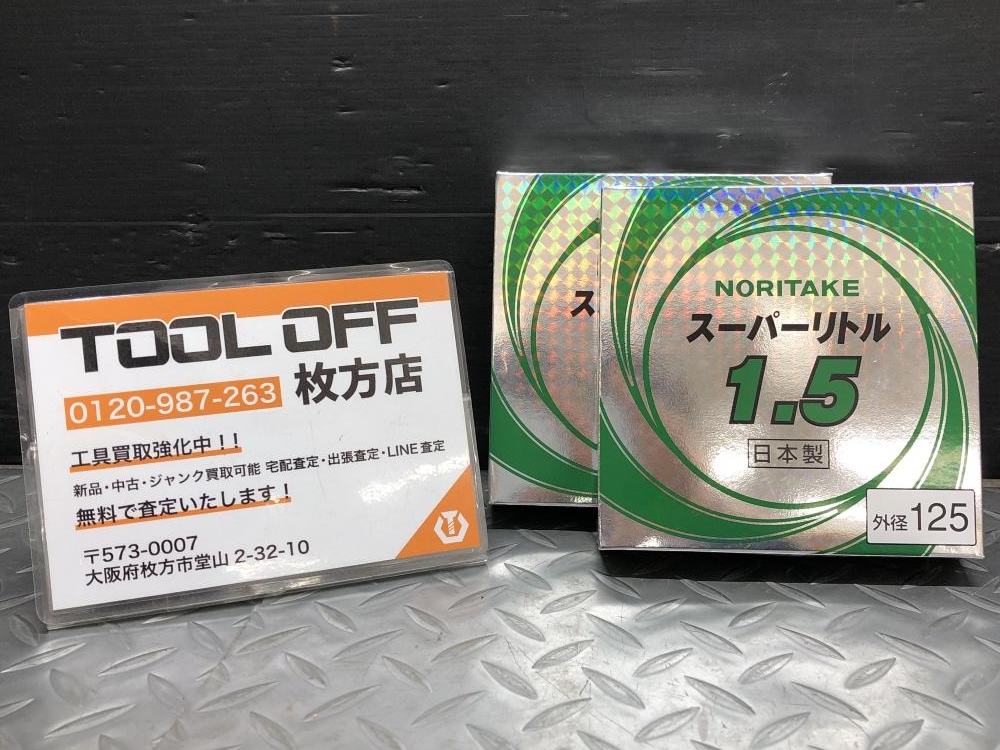 TOOL OFF
0120-987-263 枚方店
工具買取強化中!!
新品・中古・ジャンク買取可能 宅配査定・出張査定・LINE査定
無料で査定いたします!
〒573-0007
大阪府枚方市堂山 2-32-10
ス
NORITAKE
スーパーリトル
1.5
日本製
外径 125